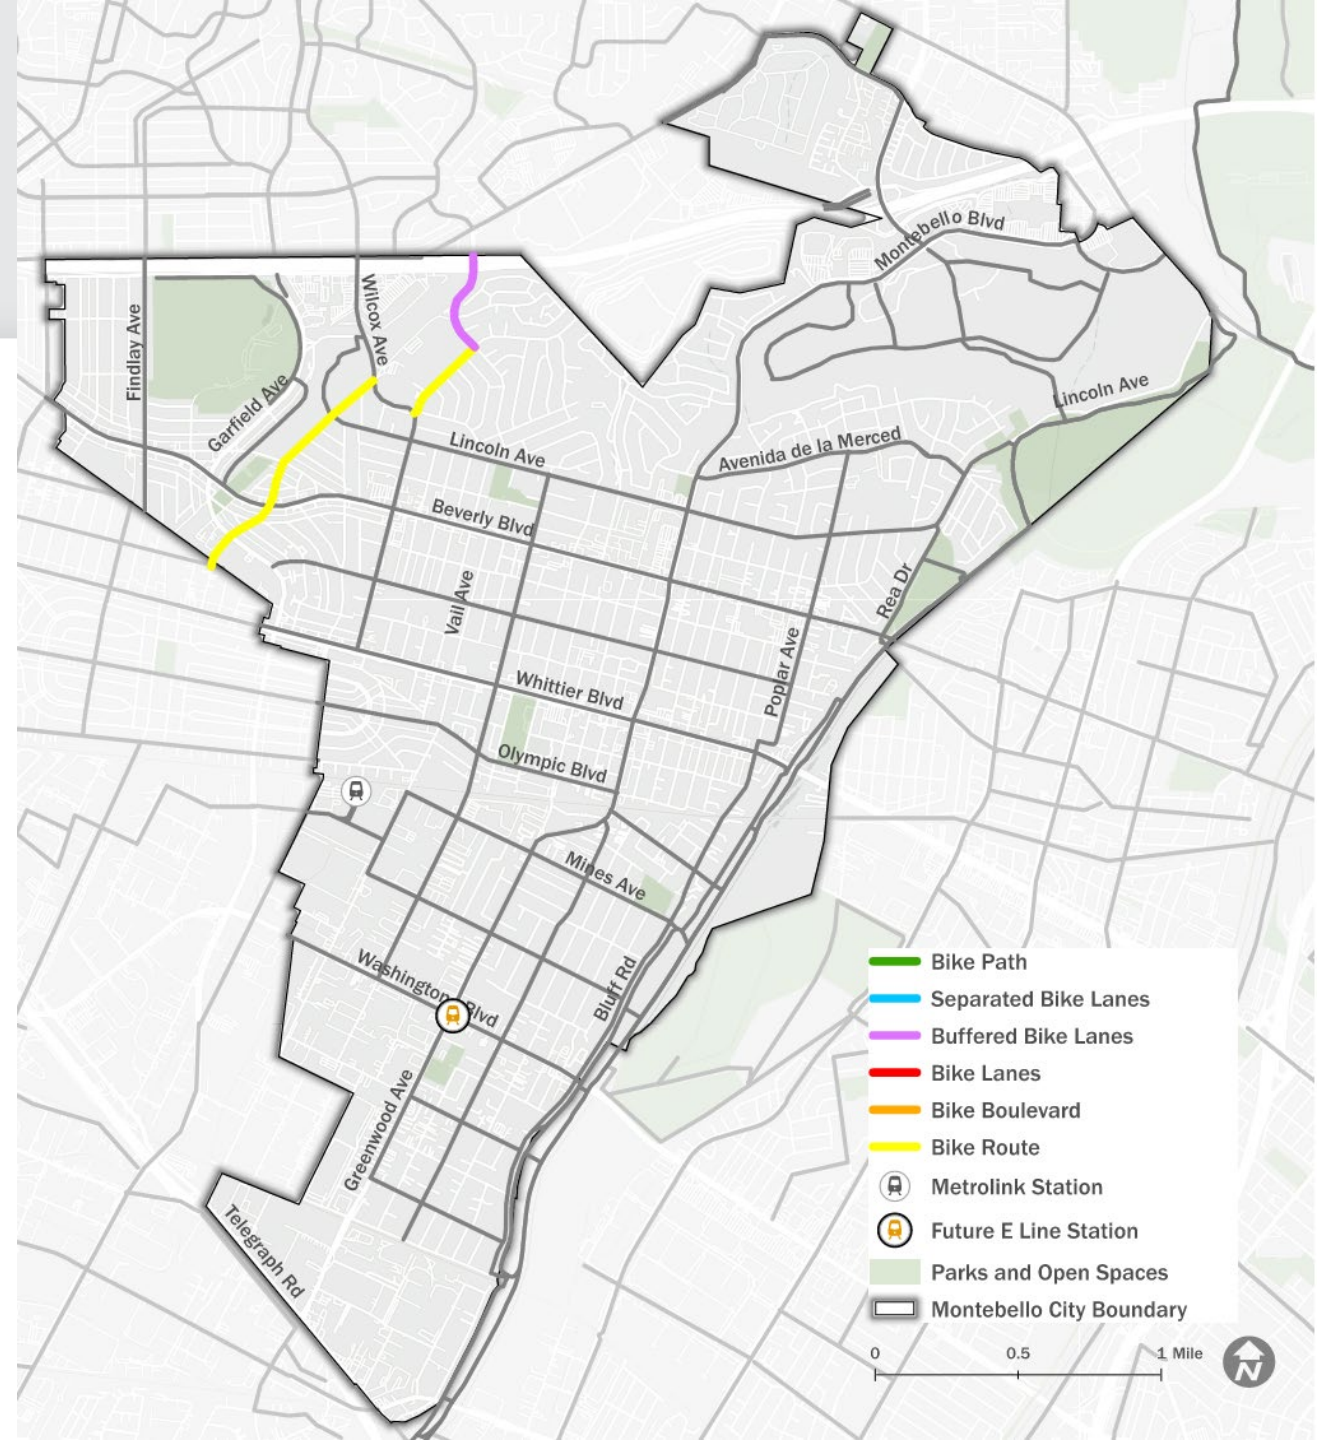 Montebello Blvd
Findlay Ave
Wilcox Ave
Garfield Ave
Lincoln Ave
Lincoln Ave
Avenida de la Merced
Beverly Blvd
Vail Ave
Rea Dr
Poplar Ave
Whittier Blvd
Olympic Blvd
Mines Ave
Washington Blvd
Bluff Rd
Greenwood Ave
Telegraph Rd
Bike Path
Separated Bike Lanes
Buffered Bike Lanes
Bike Lanes
Bike Boulevard
Bike Route
Metrolink Station
Future E Line Station
Parks and Open Spaces
Montebello City Boundary
0 0.5 1 Mile
N